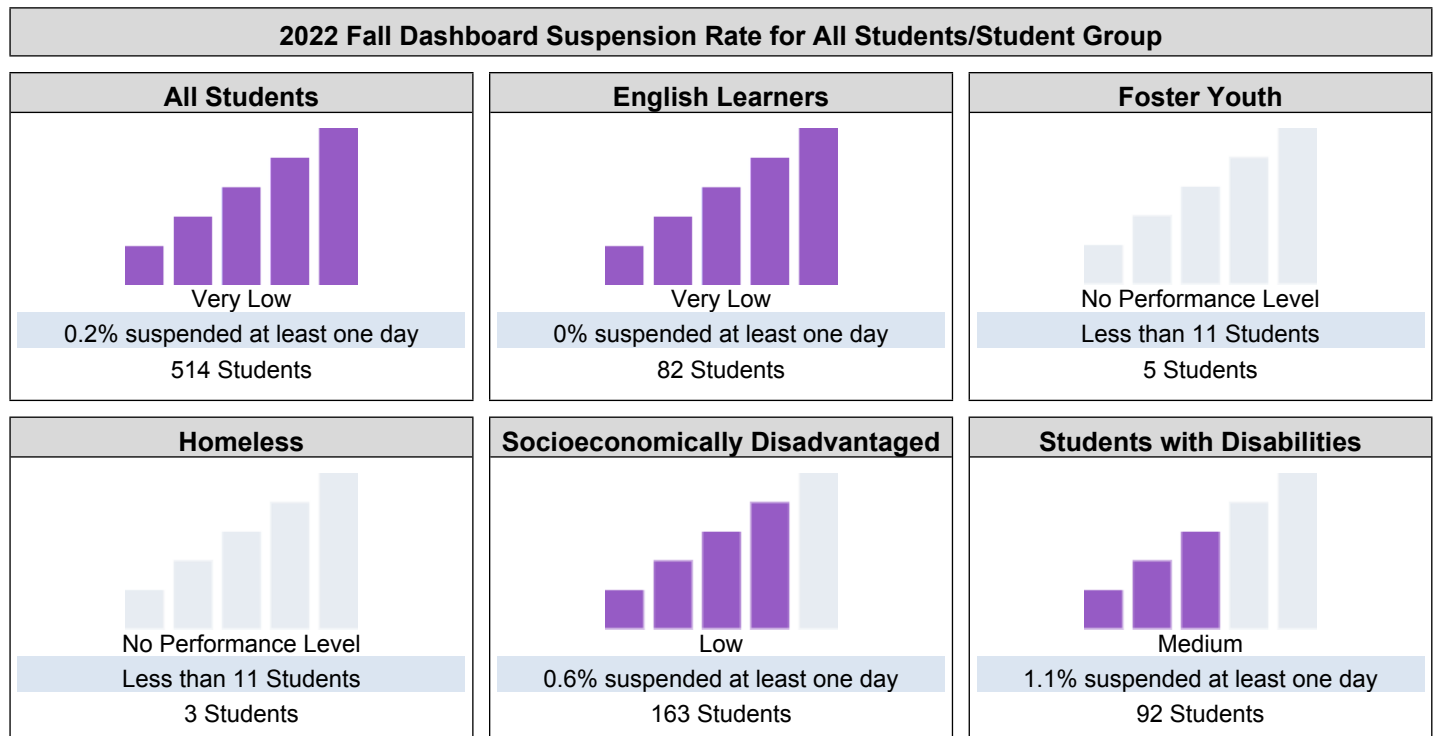 2022 Fall Dashboard Suspension Rate for All Students/Student Group
All Students
Very Low
0.2% suspended at least one day
514 Students
English Learners
Very Low
0% suspended at least one day
82 Students
Foster Youth
No Performance Level
Less than 11 Students
5 Students
Homeless
No Performance Level
Less than 11 Students
3 Students
Socioeconomically Disadvantaged
Low
0.6% suspended at least one day
163 Students
Students with Disabilities
Medium
1.1% suspended at least one day
92 Students